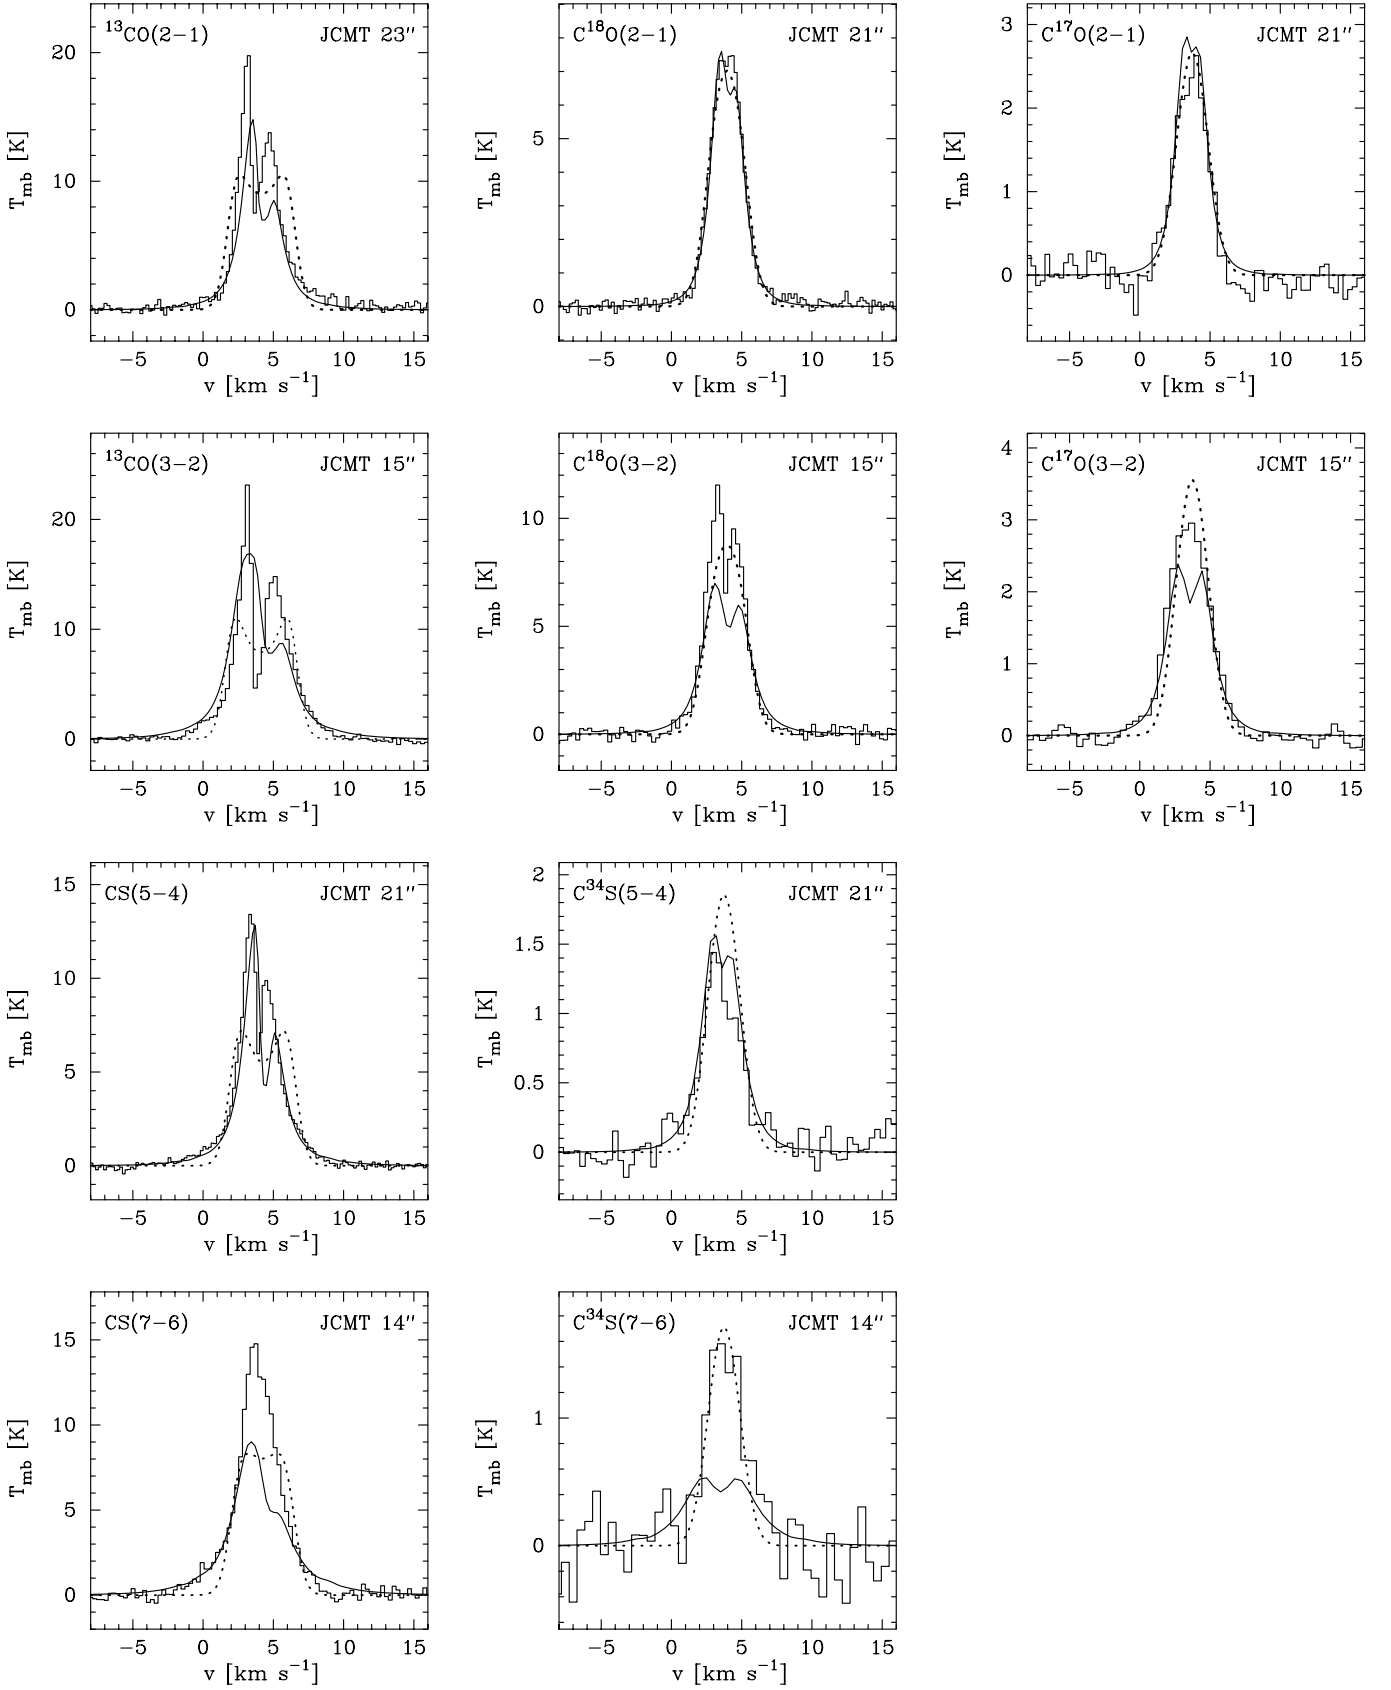 ¹³CO(2−1) JCMT 23″
20
10
0
T_mb [K]
−5 0 5 10 15
v [km s⁻¹]
C¹⁸O(2−1) JCMT 21″
5
0
T_mb [K]
−5 0 5 10 15
v [km s⁻¹]
C¹⁷O(2−1) JCMT 21″
3
2
1
0
T_mb [K]
−5 0 5 10 15
v [km s⁻¹]
¹³CO(3−2) JCMT 15″
20
10
0
T_mb [K]
−5 0 5 10 15
v [km s⁻¹]
C¹⁸O(3−2) JCMT 15″
10
5
0
T_mb [K]
−5 0 5 10 15
v [km s⁻¹]
C¹⁷O(3−2) JCMT 15″
4
3
2
1
0
T_mb [K]
−5 0 5 10 15
v [km s⁻¹]
CS(5−4) JCMT 21″
15
10
5
0
T_mb [K]
−5 0 5 10 15
v [km s⁻¹]
C³⁴S(5−4) JCMT 21″
2
1.5
1
0.5
0
T_mb [K]
−5 0 5 10 15
v [km s⁻¹]
CS(7−6) JCMT 14″
15
10
5
0
T_mb [K]
−5 0 5 10 15
v [km s⁻¹]
C³⁴S(7−6) JCMT 14″
1
0
T_mb [K]
−5 0 5 10 15
v [km s⁻¹]